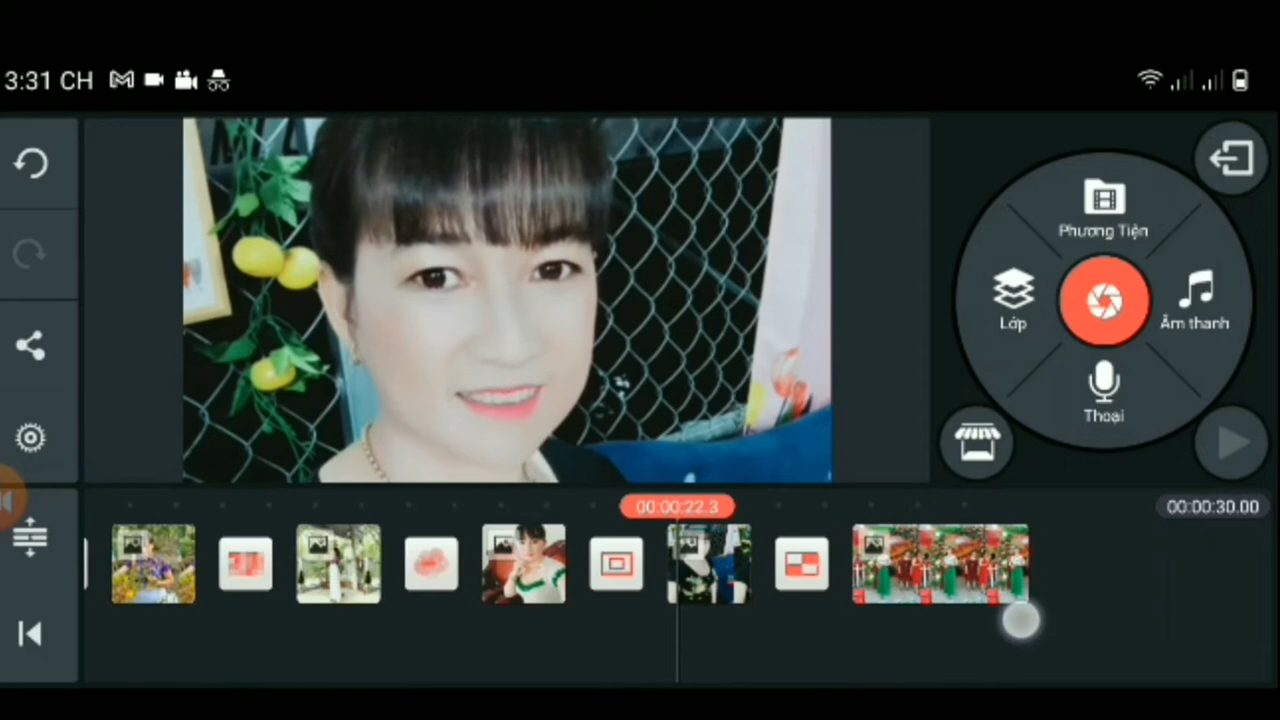 3:31 CH
Phương Tiện
Lớp
Âm thanh
Thoại
00:00:22.3
00:00:30.00